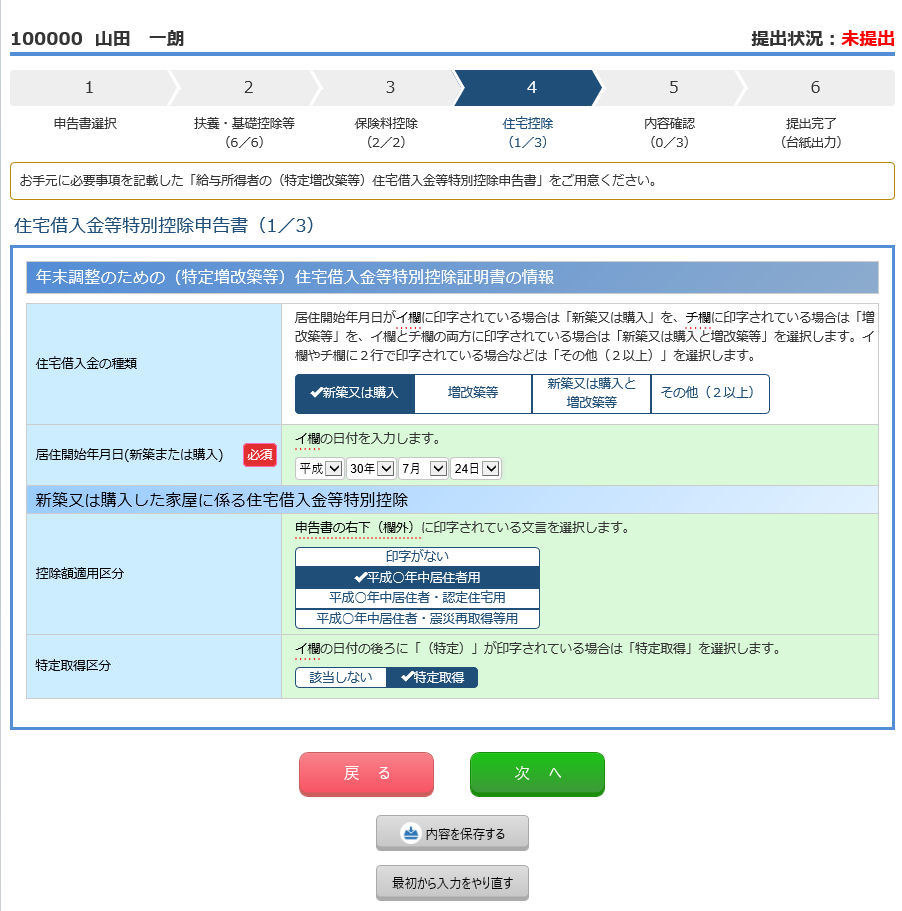 100000 山田　一朗
提出状況：未提出
1
2
3
4
5
6
申告書選択
扶養・基礎控除等
（6／6）
保険料控除
（2／2）
住宅控除
（1／3）
内容確認
（0／3）
提出完了
（台紙出力）
お手元に必要事項を記載した「給与所得者の（特定増改築等）住宅借入金等特別控除申告書」をご用意ください。
住宅借入金等特別控除申告書（1／3）
年末調整のための（特定増改築等）住宅借入金等特別控除証明書の情報
住宅借入金の種類
居住開始年月日がイ欄に印字されている場合は「新築又は購入」を、チ欄に印字されている場合は「増
改築等」を、イ欄とチ欄の両方に印字されている場合は「新築又は購入と増改築等」を選択します。イ
欄やチ欄に２行で印字されている場合などは「その他（２以上）」を選択します。
新築又は購入
増改築等
新築又は購入と
増改築等
その他（２以上）
居住開始年月日(新築または購入)
必須
イ欄の日付を入力します。
平成 30年 7月 24日
新築又は購入した家屋に係る住宅借入金等特別控除
控除額適用区分
申告書の右下（欄外）に印字されている文言を選択します。
印字がない
平成○年中居住者用
平成○年中居住者・認定住宅用
平成○年中居住者・震災再取得等用
特定取得区分
イ欄の日付の後ろに「（特定）」が印字されている場合は「特定取得」を選択します。
該当しない
特定取得
戻　る
次　へ
内容を保存する
最初から入力をやり直す